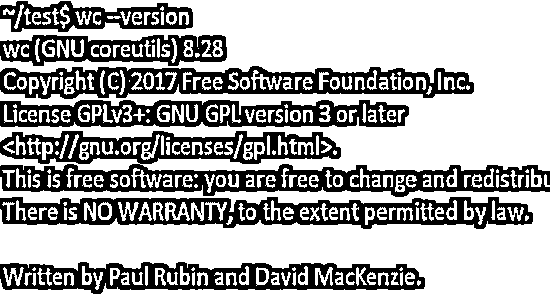 ~/test$ wc --version
wc (GNU coreutils) 8.28
Copyright (C) 2017 Free Software Foundation, Inc.
License GPLv3+: GNU GPL version 3 or later
<http://gnu.org/licenses/gpl.html>.
This is free software: you are free to change and
There is NO WARRANTY, to the extent permitted by law.
Written by Paul Rubin and David MacKenzie.